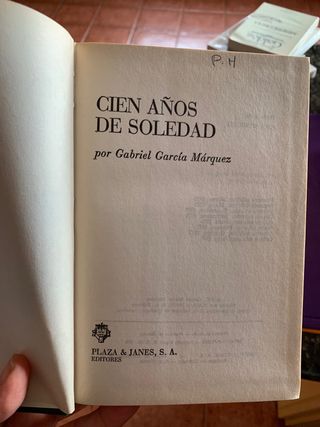 P.H
CIEN AÑOS
DE SOLEDAD
por Gabriel García Márquez
PLAZA & JANES, S. A.
EDITORES